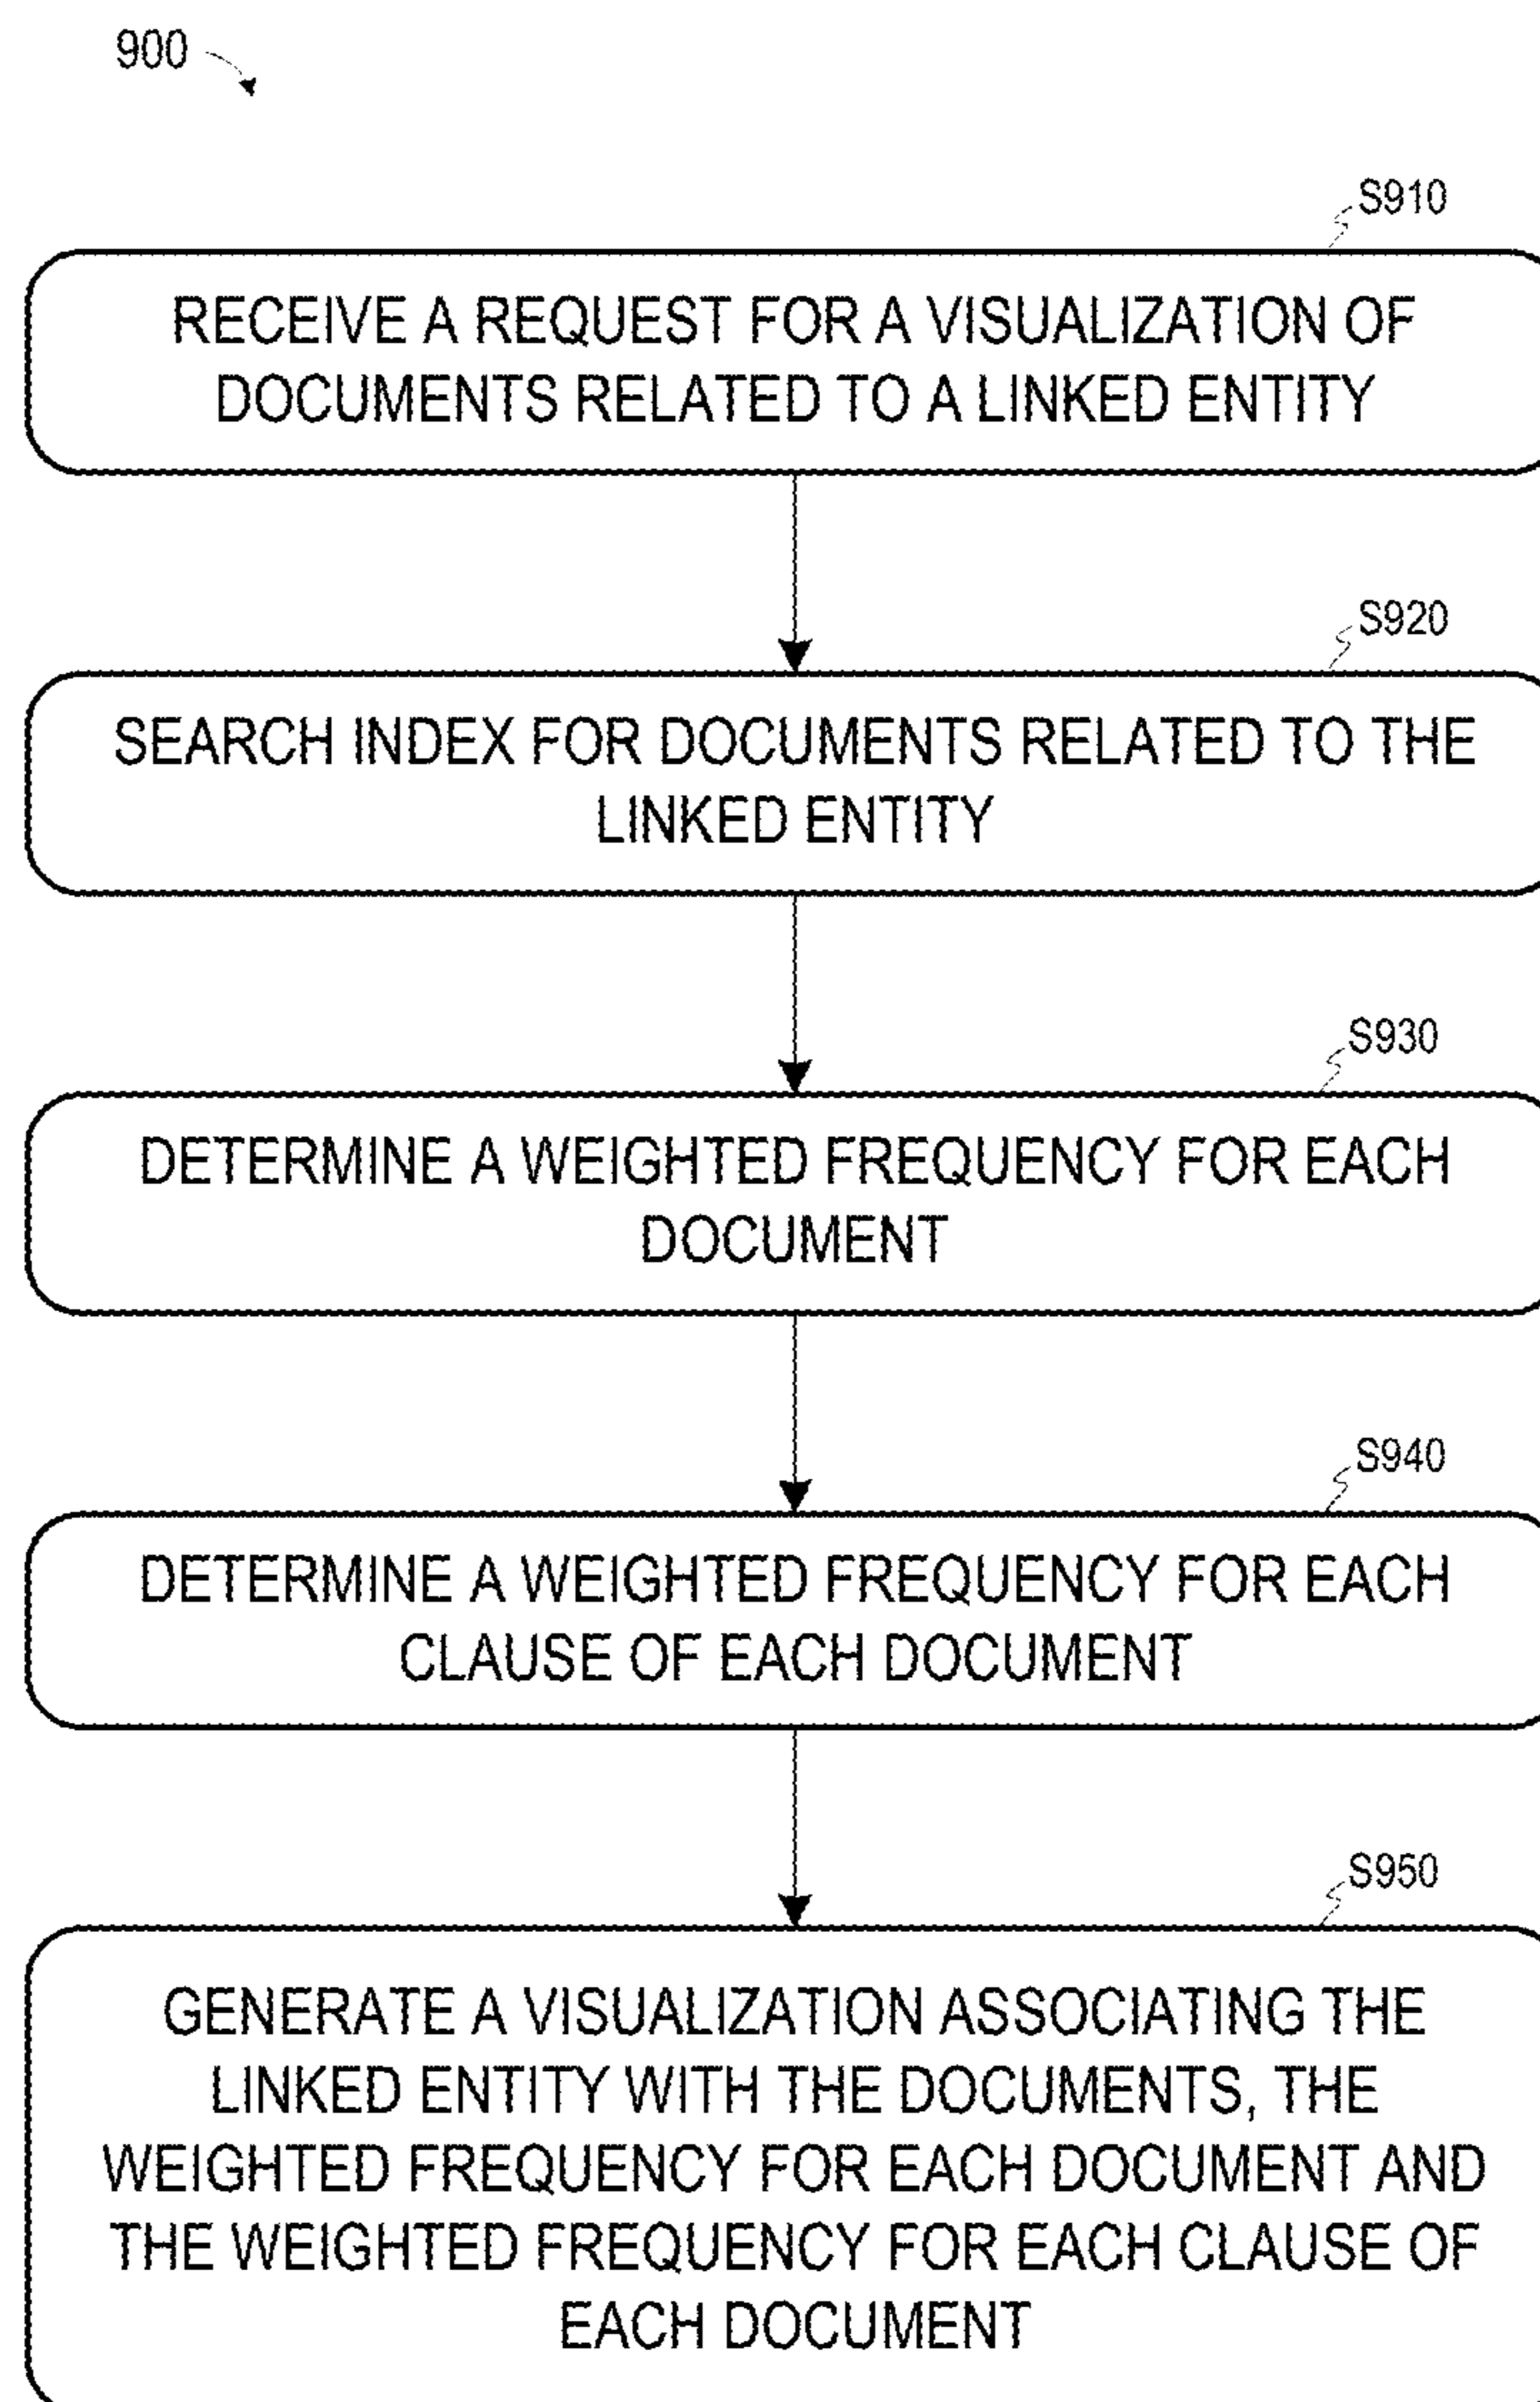 900
S910
RECEIVE A REQUEST FOR A VISUALIZATION OF
DOCUMENTS RELATED TO A LINKED ENTITY
S920
SEARCH INDEX FOR DOCUMENTS RELATED TO THE
LINKED ENTITY
S930
DETERMINE A WEIGHTED FREQUENCY FOR EACH
DOCUMENT
S940
DETERMINE A WEIGHTED FREQUENCY FOR EACH
CLAUSE OF EACH DOCUMENT
S950
GENERATE A VISUALIZATION ASSOCIATING THE
LINKED ENTITY WITH THE DOCUMENTS, THE
WEIGHTED FREQUENCY FOR EACH DOCUMENT AND
THE WEIGHTED FREQUENCY FOR EACH CLAUSE OF
EACH DOCUMENT